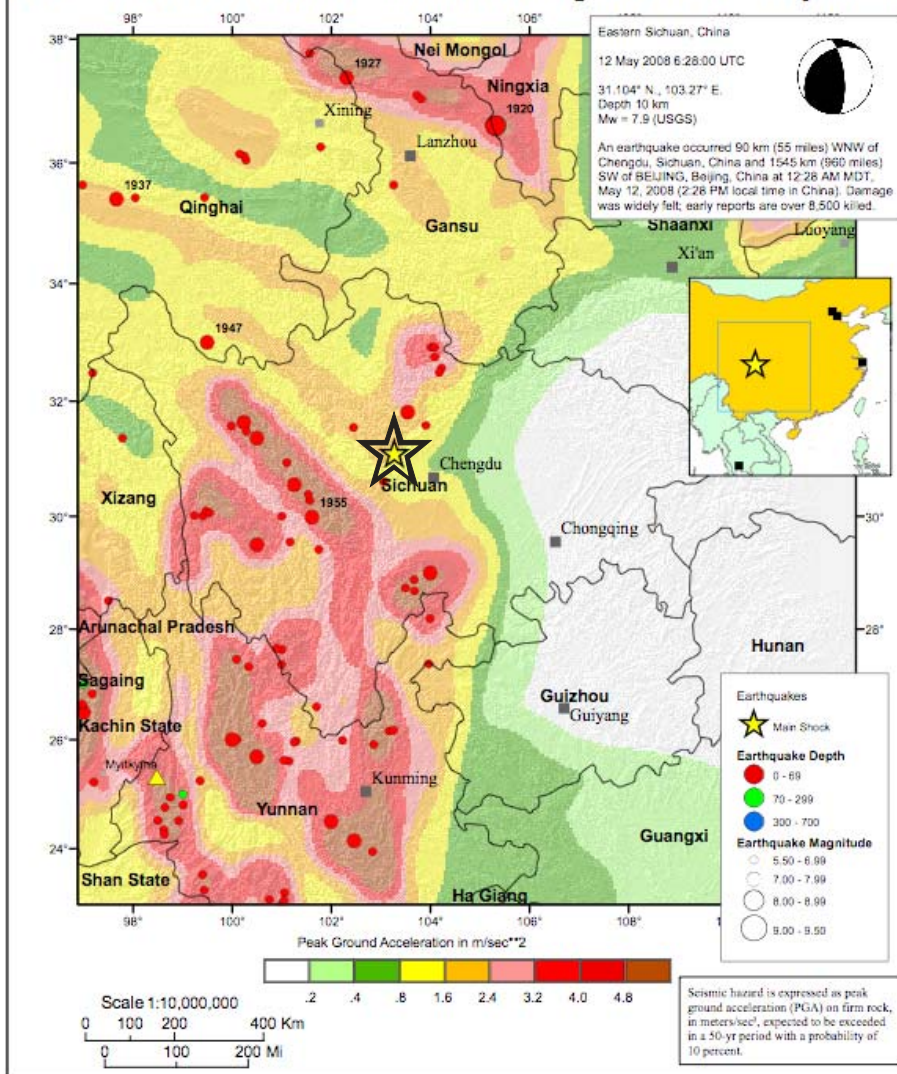 98° 100° 102° 104°
38°
36°
34°
32°
30°
28°
26°
24°
Nei Mongol
1927
Ningxia
1920
Xining
Lanzhou
1937
Qinghai
Gansu
Shaanxi
Luoyang
Xi'an
1947
Chengdu
Sichuan
Xizang
1955
Chongqing
30°
Arunachal Pradesh
Hunan
Sagaing
Guizhou
Kachin State
Guiyang
Myitkyina
Kunming
Yunnan
Guangxi
Shan State
Ha Giang
98° 100° 102° 104° 106° 108°
Eastern Sichuan, China
12 May 2008 6:28:00 UTC
31.104° N., 103.27° E.
Depth 10 km
Mw = 7.9 (USGS)
An earthquake occurred 90 km (55 miles) WNW of
Chengdu, Sichuan, China and 1545 km (960 miles)
SW of BEIJING, Beijing, China at 12:28 AM MDT,
May 12, 2008 (2:28 PM local time in China). Damage
was widely felt; early reports are over 8,500 killed.
Earthquakes
Main Shock
Earthquake Depth
0 - 69
70 - 299
300 - 700
Earthquake Magnitude
5.50 - 6.99
7.00 - 7.99
8.00 - 8.99
9.00 - 9.50
Peak Ground Acceleration in m/sec**2
.2 .4 .8 1.6 2.4 3.2 4.0 4.8
Scale 1:10,000,000
0 100 200 400 Km
0 100 200 Mi
Seismic hazard is expressed as peak
ground acceleration (PGA) on firm rock,
in meters/sec², expected to be exceeded
in a 50-yr period with a probability of
10 percent.